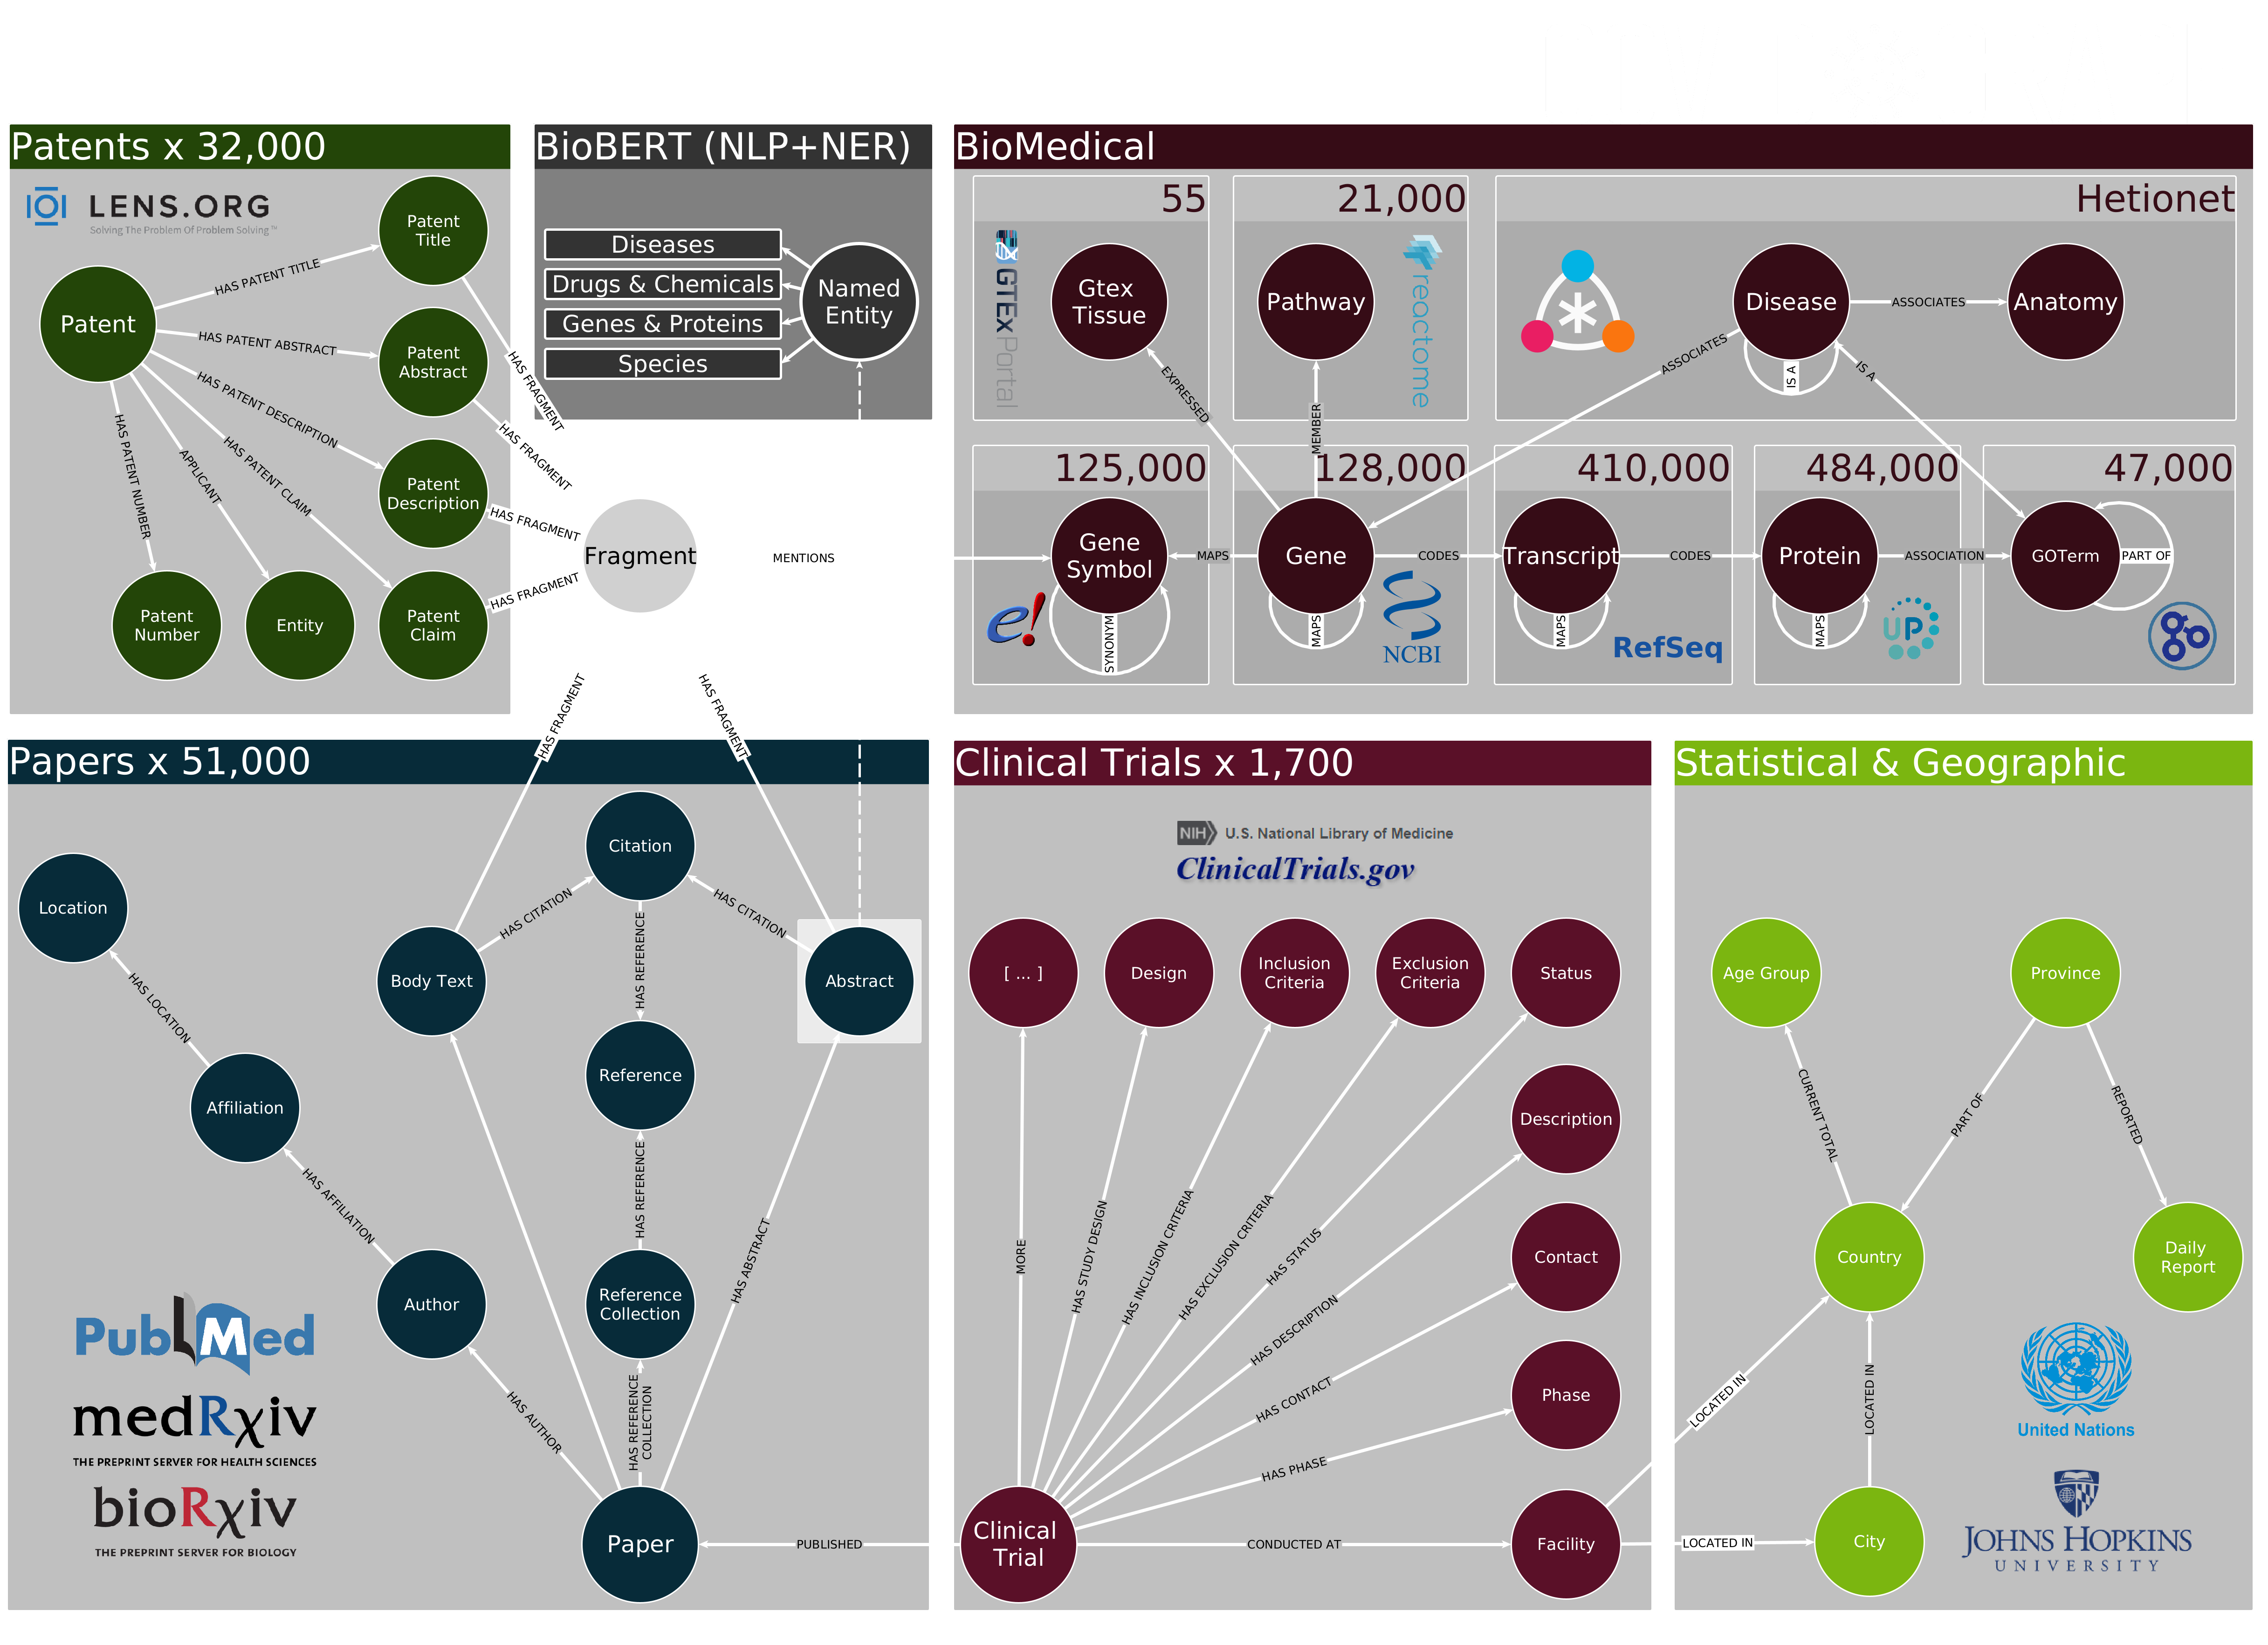 Patents x 32,000
LENS.ORG
Solving The Problem Of Problem Solving™
Patent
Title
HAS PATENT TITLE
Patent
HAS PATENT ABSTRACT
Patent
Abstract
HAS PATENT DESCRIPTION
Patent
Description
HAS PATENT CLAIM
APPLICANT
HAS PATENT NUMBER
Patent
Number
Entity
Patent
Claim
HAS FRAGMENT
HAS FRAGMENT
HAS FRAGMENT
HAS FRAGMENT
Fragment
MENTIONS
BioBERT (NLP+NER)
Diseases
Drugs & Chemicals
Genes & Proteins
Species
Named
Entity
BioMedical
55
GTEXPortal
Gtex
Tissue
21,000
Pathway
reactome
Hetionet
Disease
ASSOCIATES
Anatomy
IS A
ASSOCIATES
IS A
EXPRESSED
MEMBER
125,000
Gene
Symbol
e!
SYNONYM
MAPS
128,000
Gene
MAPS
NCBI
CODES
410,000
Transcript
MAPS
RefSeq
CODES
484,000
Protein
MAPS
UP
ASSOCIATION
47,000
GOTerm
PART OF
go
Papers x 51,000
HAS FRAGMENT
HAS FRAGMENT
Citation
Location
HAS CITATION
HAS CITATION
Body Text
Abstract
HAS REFERENCE
HAS LOCATION
Reference
Affiliation
HAS REFERENCE
HAS AFFILIATION
HAS ABSTRACT
Author
Reference
Collection
HAS AUTHOR
HAS REFERENCE
COLLECTION
Paper
PUBLISHED
PubMed
medRxiv
THE PREPRINT SERVER FOR HEALTH SCIENCES
bioRxiv
THE PREPRINT SERVER FOR BIOLOGY
Clinical Trials x 1,700
NIH U.S. National Library of Medicine
ClinicalTrials.gov
[ ... ]
Design
Inclusion
Criteria
Exclusion
Criteria
Status
Description
Contact
Phase
Facility
MORE
HAS STUDY DESIGN
HAS INCLUSION CRITERIA
HAS EXCLUSION CRITERIA
HAS STATUS
HAS DESCRIPTION
HAS CONTACT
HAS PHASE
CONDUCTED AT
Clinical
Trial
Statistical & Geographic
Age Group
Province
CURRENT TOTAL
PART OF
REPORTED
Country
Daily
Report
LOCATED IN
LOCATED IN
LOCATED IN
City
United Nations
JOHNS HOPKINS
UNIVERSITY